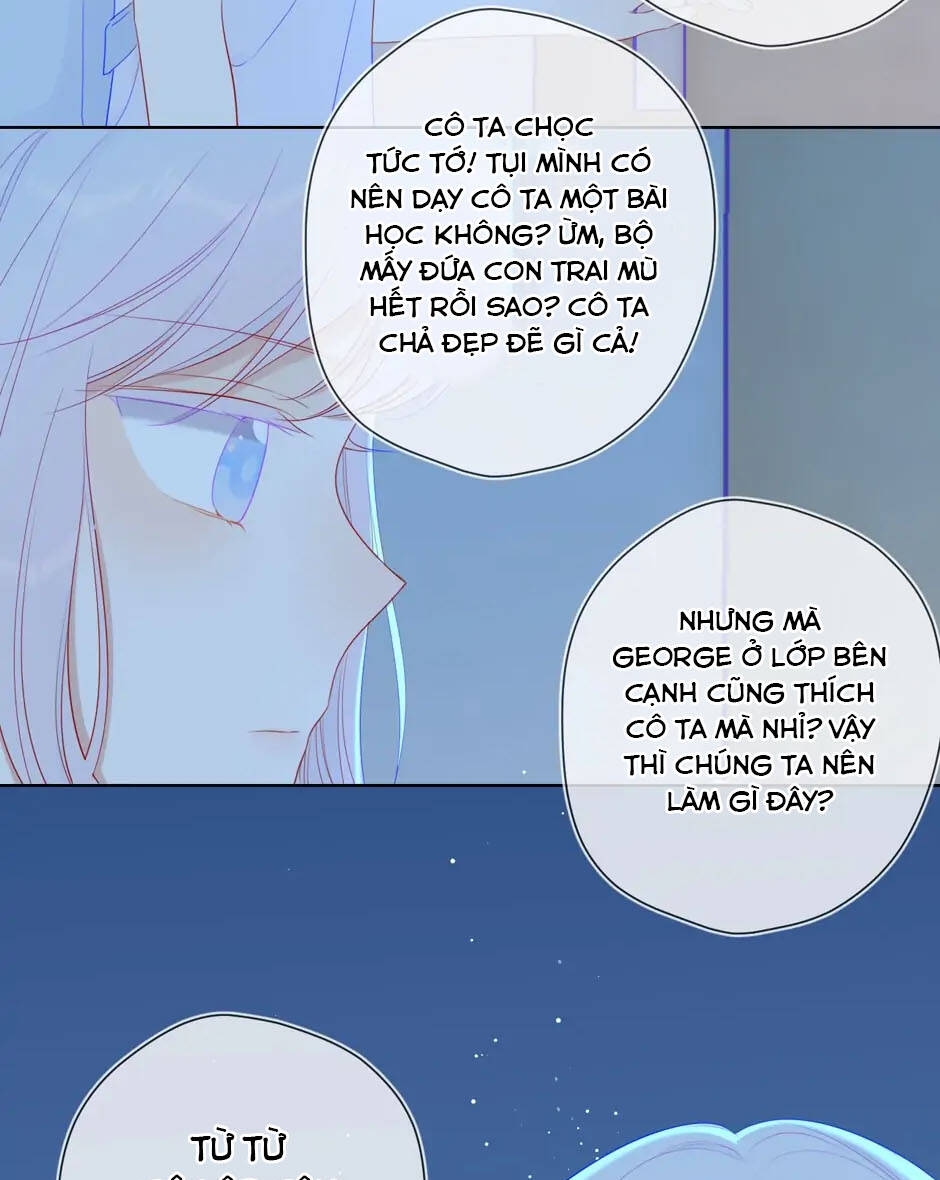 CÔ TA CHỌC
TỨC TỚ! TỤI MÌNH CÓ
NÊN DẠY CÔ TA MỘT BÀI
HỌC KHÔNG? ỪM, BỘ
MẤY ĐỨA CON TRAI MÙ
HẾT RỒI SAO? CÔ TA
CHẢ ĐẸP ĐẼ GÌ CẢ!
NHƯNG MÀ
GEORGE Ở LỚP BÊN
CẠNH CŨNG THÍCH
CÔ TA MÀ NHỈ? VẬY
THÌ CHÚNG TA NÊN
LÀM GÌ ĐÂY?
TỪ TỪ